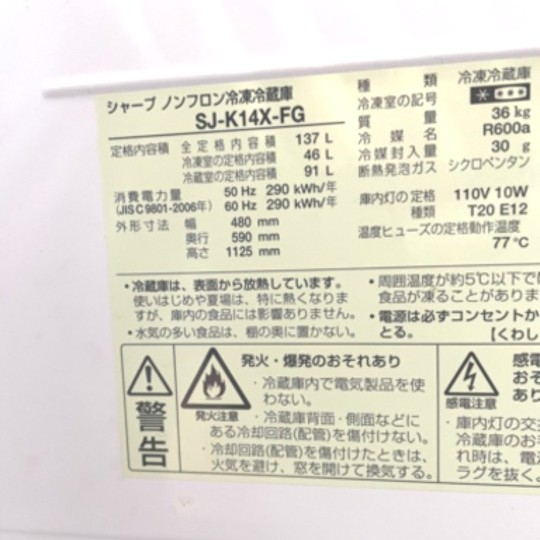 シャープ ノンフロン冷凍冷蔵庫
SJ-K14X-FG
定格内容積 全定格内容積 137 L
冷凍室の定格内容積 46 L
冷蔵室の定格内容積 91 L
消費電力量 50 Hz 290 kWh/年
(JIS C 9801-2006年) 60 Hz 290 kWh/年
外形寸法 幅 480 mm
奥行 590 mm
高さ 1125 mm
種類 冷凍冷蔵庫
冷凍室の記号
質量 36 kg
冷媒名 R600a
冷媒封入量 30 g
断熱発泡ガス シクロペンタン
庫内灯の定格 110V 10W
種類 T20 E12
温度ヒューズの定格動作温度
77 ℃
・冷蔵庫は、表面から放熱しています。
使いはじめや夏場は、特に熱くなりま
すが、庫内の食品には影響ありません。
・水気の多い食品は、棚の奥に置かない。
・周囲温度が約5℃以下で
食品が凍ることがありま
・電源は必ずコンセントか
とる。 【くわし
警告
発火注意
発火・爆発のおそれあり
・冷蔵庫内で電気製品を使
わない。
・冷蔵庫背面・側面などに
ある冷却回路(配管)を傷付けない。
・冷却回路(配管)を傷付けたときは、
火気を避け、窓を開けて換気する。
感電注意
感電
おそ
あり
・庫内灯の交
冷蔵庫のお手
れ時は、電源
ラグを抜く。